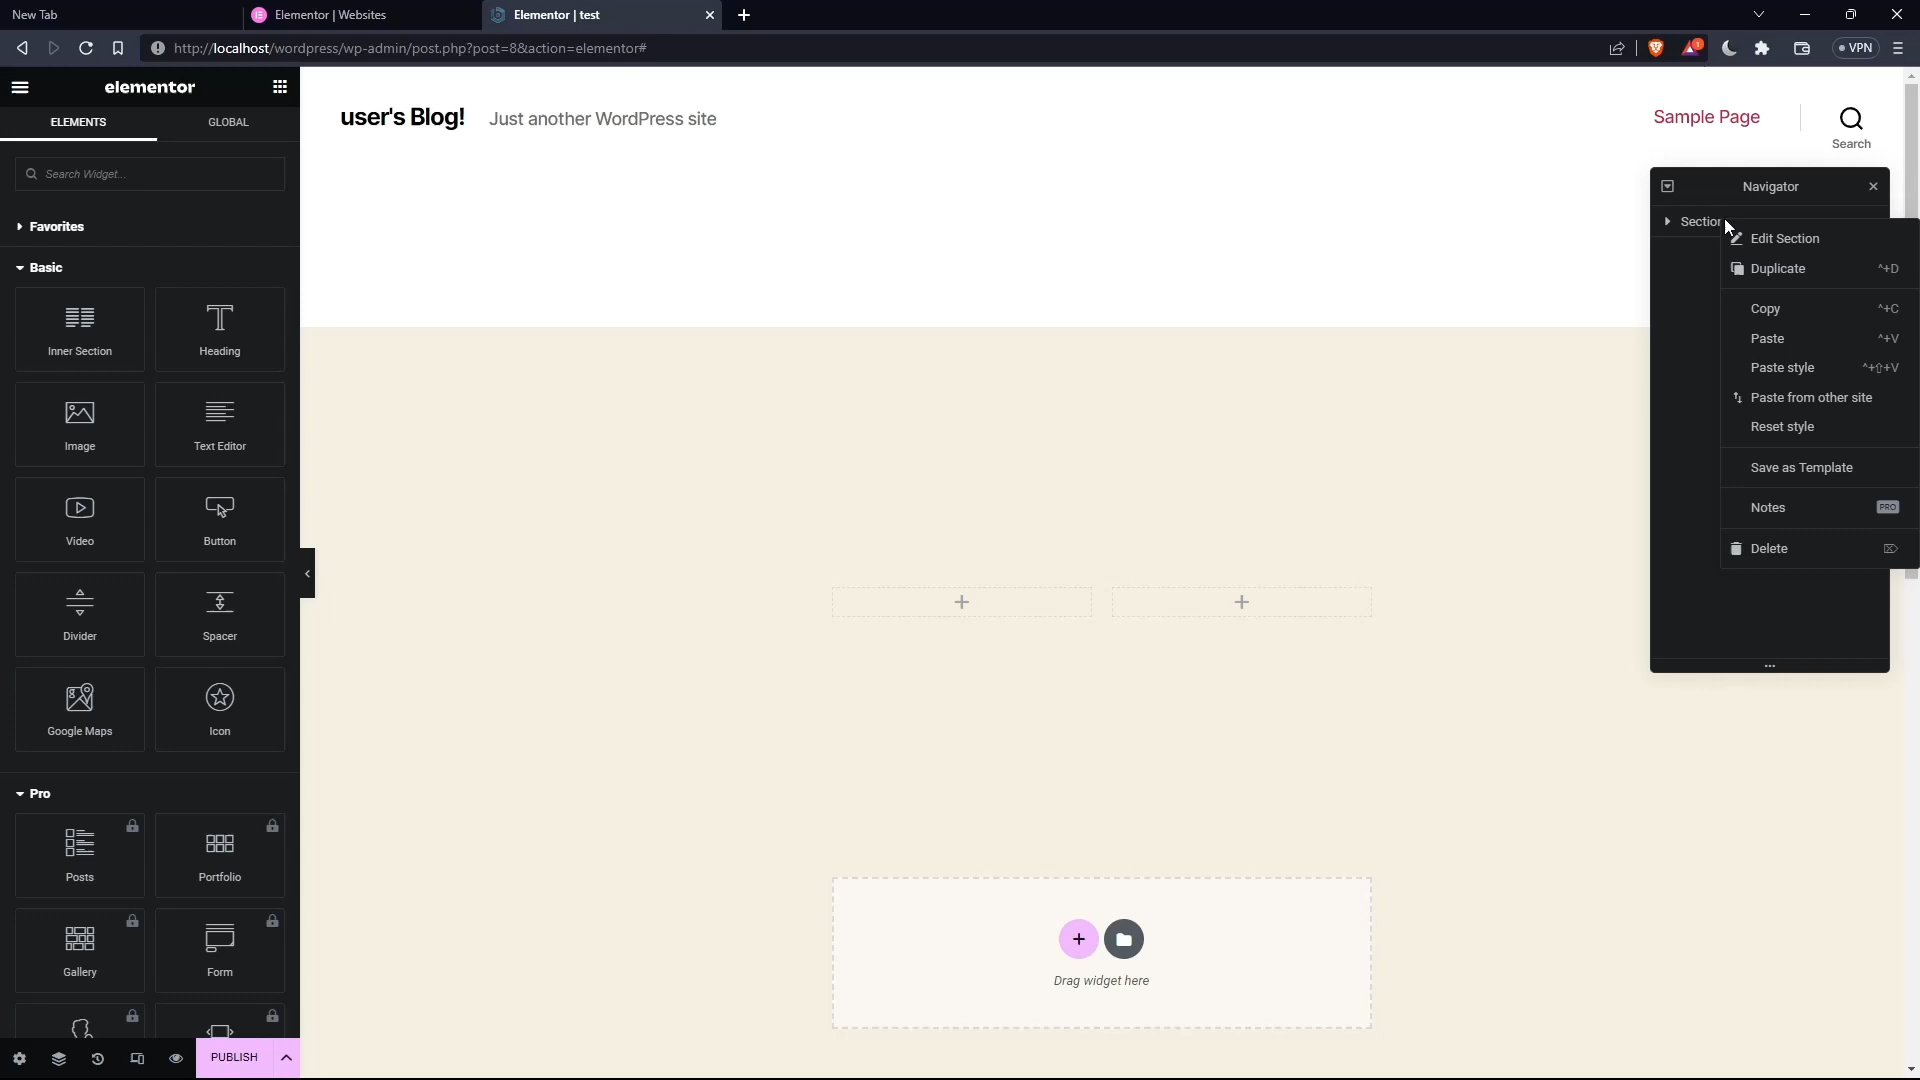 New Tab
Elementor | Websites
Elementor | test
http://localhost/wordpress/wp-admin/post.php?post=8&action=elementor#
1
VPN
elementor
ELEMENTS
GLOBAL
Search Widget...
Favorites
Basic
Inner Section
Heading
Image
Text Editor
Video
Button
Divider
Spacer
Google Maps
Icon
Pro
Posts
Portfolio
Gallery
Form
PUBLISH
user's Blog!
Just another WordPress site
Sample Page
Search
Navigator
Section
Edit Section
Duplicate ^+D
Copy ^+C
Paste ^+V
Paste style ^+⇧+V
Paste from other site
Reset style
Save as Template
Notes PRO
Delete
Drag widget here